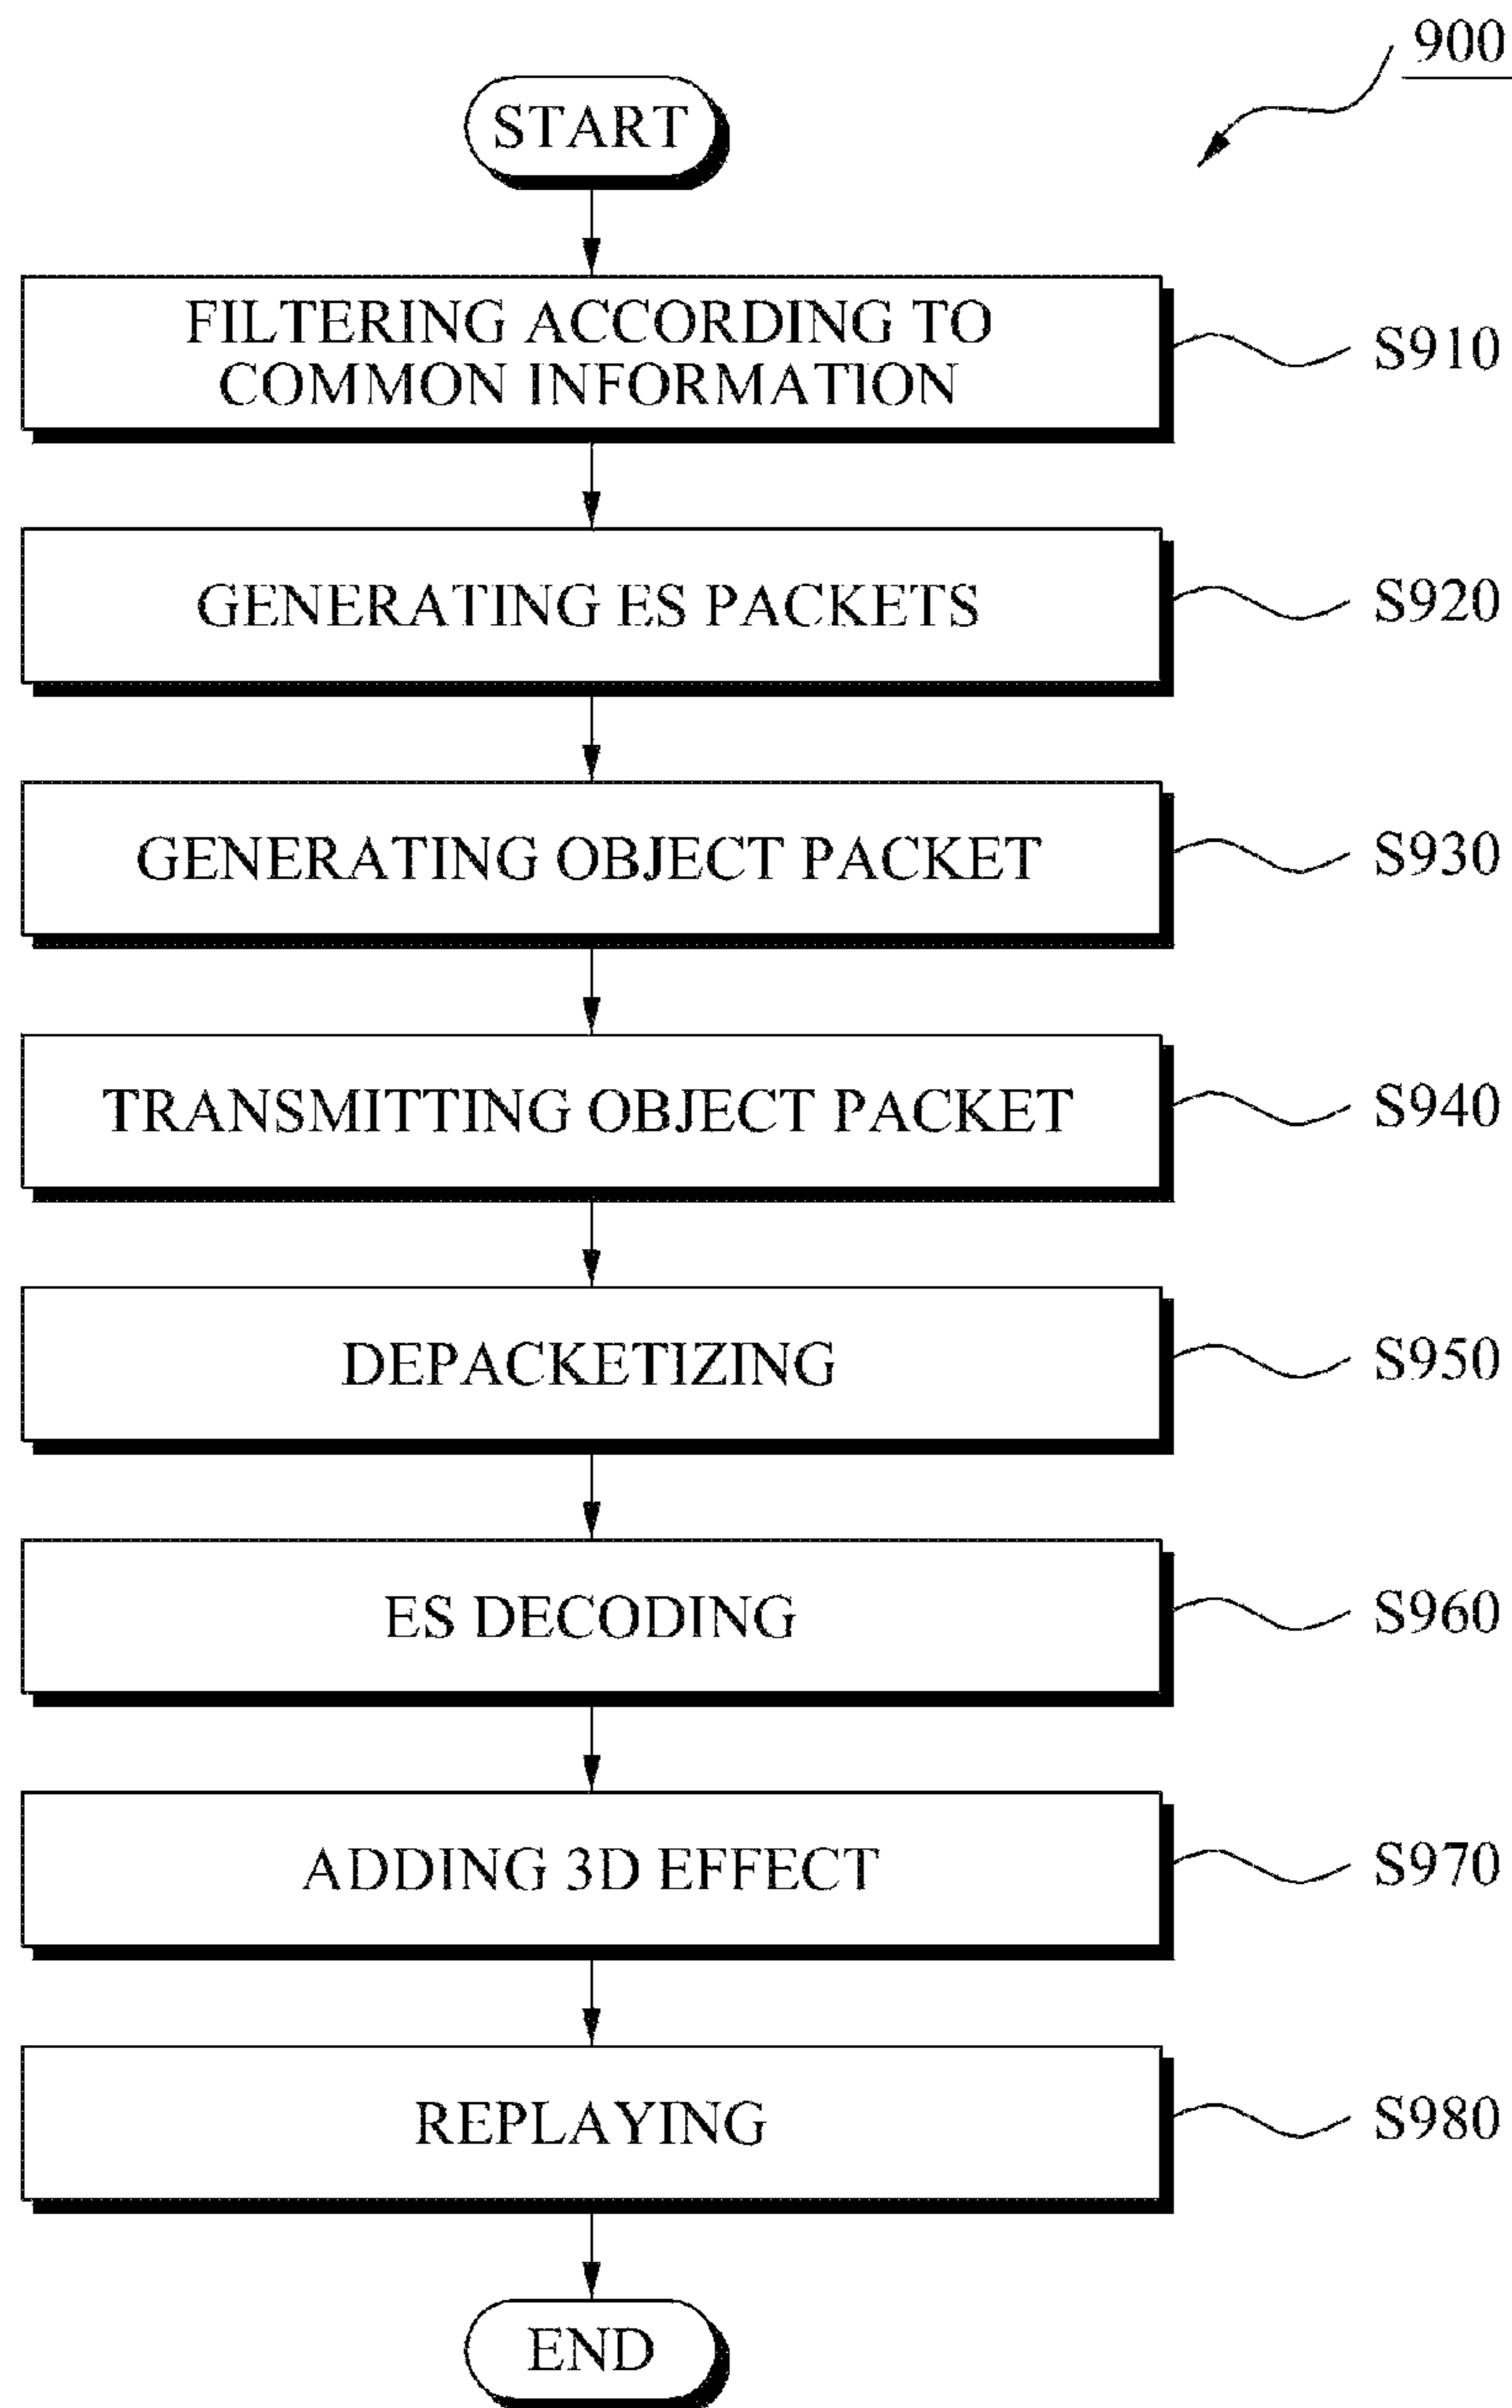 900
START
FILTERING ACCORDING TO
COMMON INFORMATION
S910
GENERATING ES PACKETS
S920
GENERATING OBJECT PACKET
S930
TRANSMITTING OBJECT PACKET
S940
DEPACKETIZING
S950
ES DECODING
S960
ADDING 3D EFFECT
S970
REPLAYING
S980
END